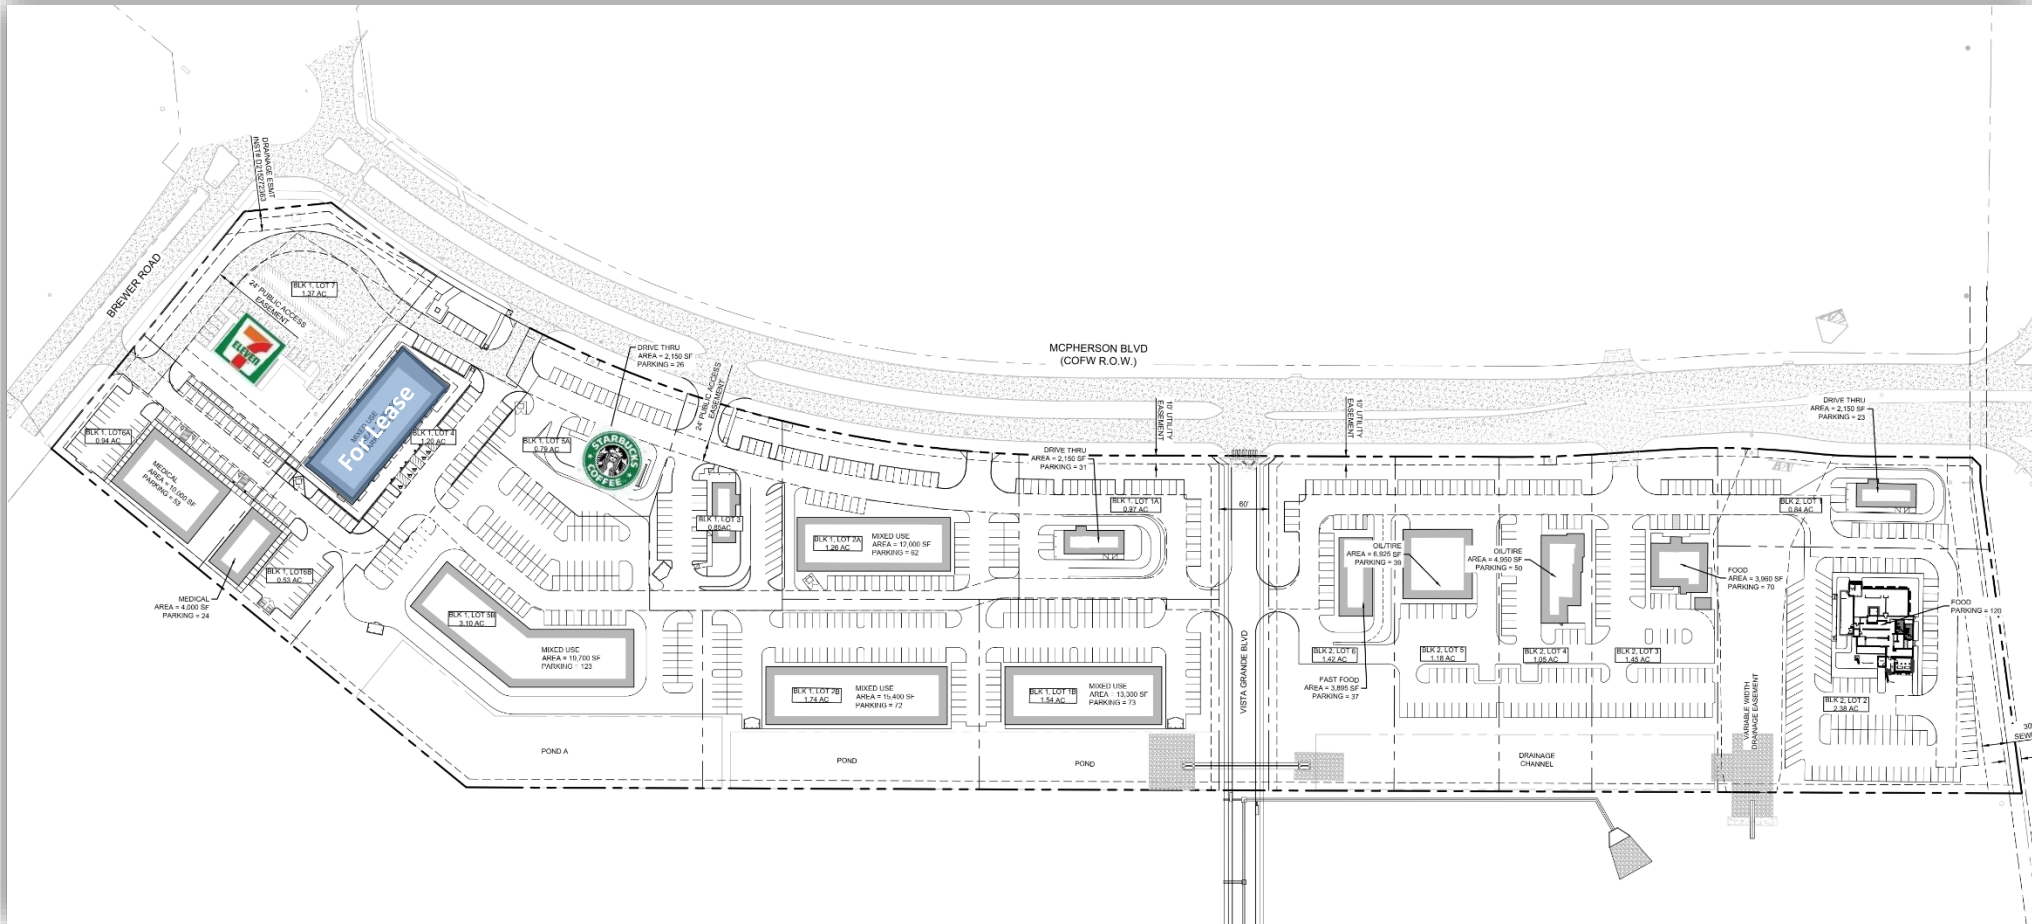 DRAINAGE ESMT
INST# D215272363
BREWER ROAD
BLK 1, LOT 7
1.37 AC
24' PUBLIC ACCESS
EASEMENT
7
ELEVEN
MIXED USE
For Lease
BLK 1, LOT 4
1.20 AC
BLK 1, LOT6A
0.94 AC
MEDICAL
AREA = 10,000 SF
PARKING = 53
BLK 1, LOT6B
0.53 AC
MEDICAL
AREA = 4,000 SF
PARKING = 24
DRIVE THRU
AREA = 2,150 SF
PARKING = 26
BLK 1, LOT 5A
0.79 AC
STARBUCKS
COFFEE
24' PUBLIC ACCESS
EASEMENT
BLK 1, LOT 3
0.85AC
BLK 1, LOT 5B
3.10 AC
MIXED USE
AREA = 19,700 SF
PARKING = 123
MCPHERSON BLVD
(COFW R.O.W.)
BLK 1, LOT 2A
1.26 AC
MIXED USE
AREA = 12,000 SF
PARKING = 62
DRIVE THRU
AREA = 2,150 SF
PARKING = 31
BLK 1, LOT 1A
0.97 AC
10' UTILITY
EASEMENT
10' UTILITY
EASEMENT
60'
BLK 1, LOT 2B
1.74 AC
MIXED USE
AREA = 15,400 SF
PARKING = 72
BLK 1, LOT 1B
1.54 AC
MIXED USE
AREA = 13,300 SF
PARKING = 73
POND A
POND
POND
VISTA GRANDE BLVD
OIL/TIRE
AREA = 6,925 SF
PARKING = 39
OIL/TIRE
AREA = 4,950 SF
PARKING = 50
FOOD
AREA = 3,960 SF
PARKING = 70
DRIVE THRU
AREA = 2,150 SF
PARKING = 23
BLK 2, LOT 1
0.84 AC
FOOD
PARKING = 120
BLK 2, LOT 6
1.42 AC
BLK 2, LOT 5
1.18 AC
BLK 2, LOT 4
1.05 AC
BLK 2, LOT 3
1.45 AC
FAST FOOD
AREA = 3,895 SF
PARKING = 37
BLK 2, LOT 2
2.38 AC
VARIABLE WIDTH
DRAINAGE EASEMENT
DRAINAGE
CHANNEL
30'